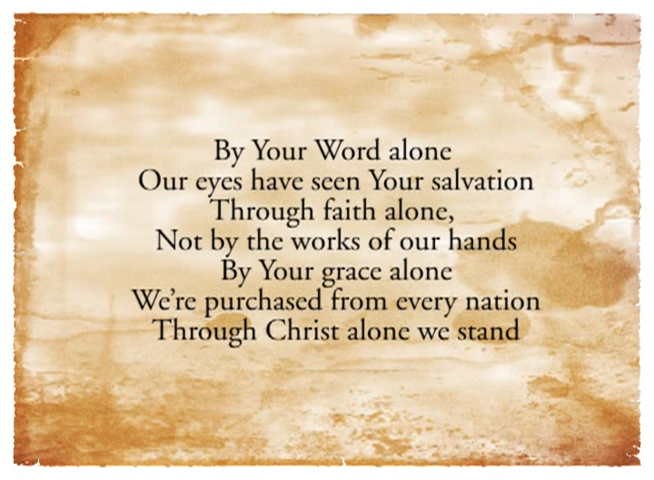 By Your Word alone
Our eyes have seen Your salvation
Through faith alone,
Not by the works of our hands
By Your grace alone
We're purchased from every nation
Through Christ alone we stand